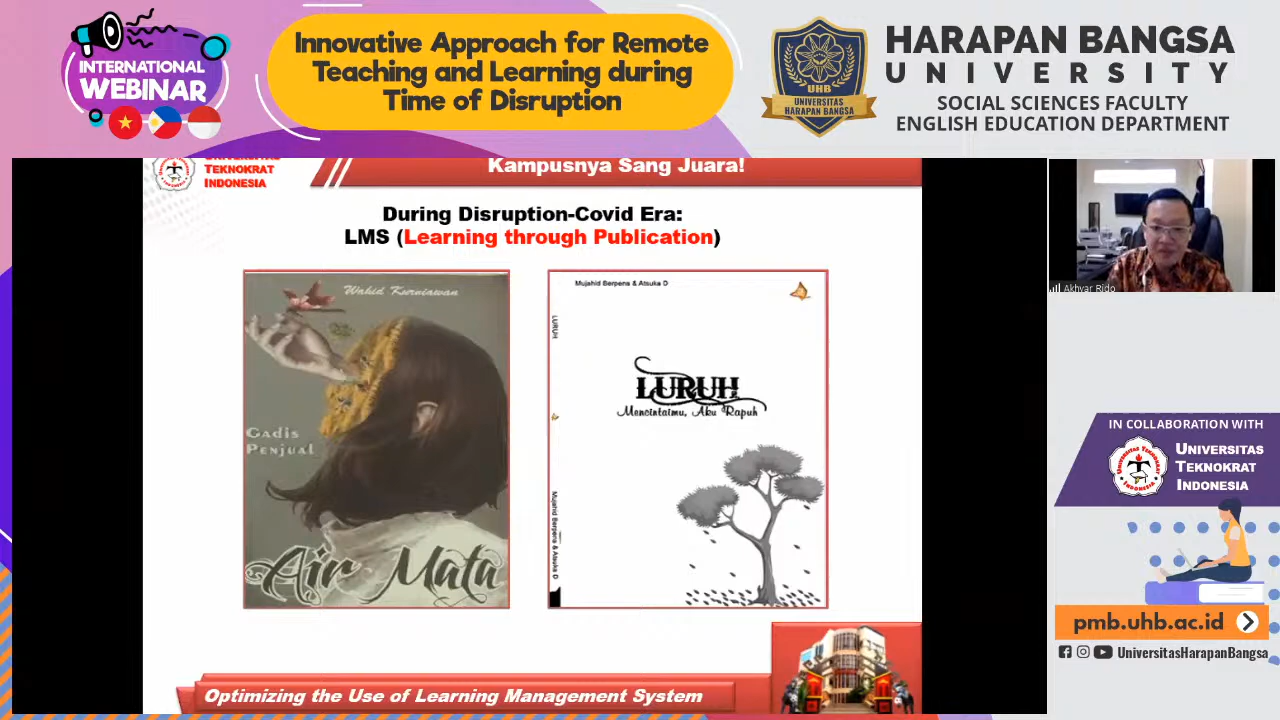 INTERNATIONAL
WEBINAR
Innovative Approach for Remote
Teaching and Learning during
Time of Disruption
UHB
UNIVERSITAS
HARAPAN BANGSA
HARAPAN BANGSA
UNIVERSITY
SOCIAL SCIENCES FACULTY
ENGLISH EDUCATION DEPARTMENT
UNIVERSITAS
TEKNOKRAT
INDONESIA
Kampusnya Sang Juara!
During Disruption-Covid Era:
LMS (Learning through Publication)
Wahid Kurniawan
Gadis
Penjual
Air Mata
Mujahid Berpena & Atsuka D
LURUH
LURUH
Mencintaimu, Aku Rapuh
Mujahid Berpena & Atsuka D
Optimizing the Use of Learning Management System
Akhyar Rido
IN COLLABORATION WITH
UNIVERSITAS
TEKNOKRAT
INDONESIA
pmb.uhb.ac.id
UniversitasHarapanBangsa